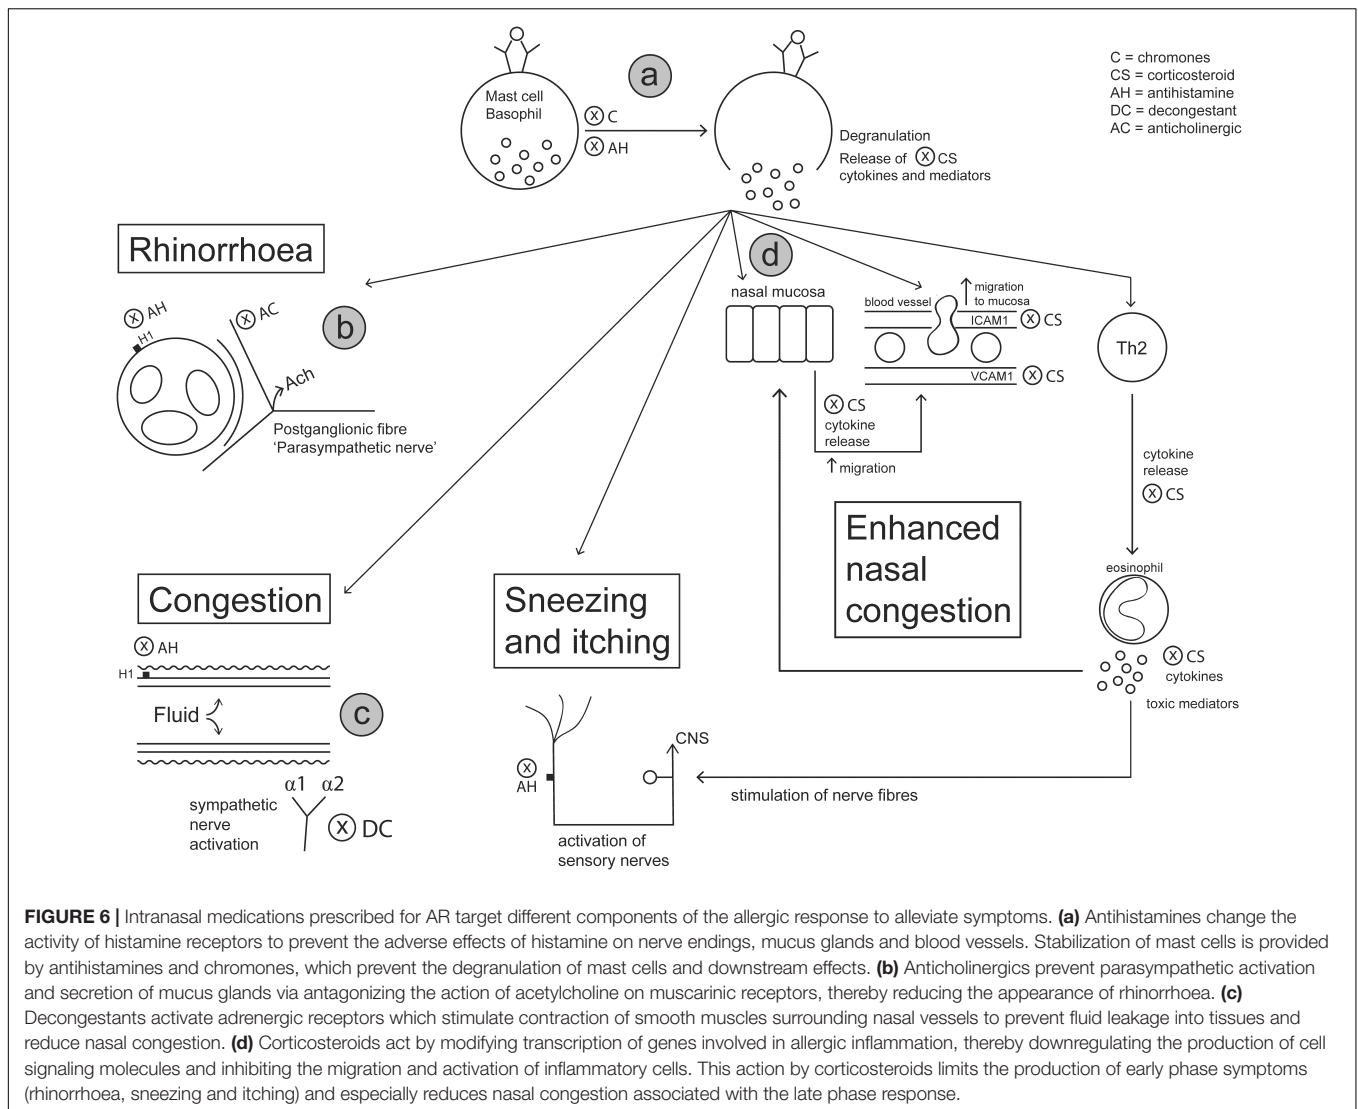 C = chromones
CS = corticosteroid
AH = antihistamine
DC = decongestant
AC = anticholinergic
Mast cell
Basophil
a
X C
X AH
Degranulation
Release of X CS
cytokines and mediators
Rhinorrhoea
X AH
H1
X AC
b
Ach
Postganglionic fibre
‘Parasympathetic nerve’
d
nasal mucosa
blood vessel
migration
to mucosa
ICAM1 X CS
VCAM1 X CS
Th2
X CS
cytokine
release
migration
cytokine
release
X CS
Enhanced
nasal
congestion
eosinophil
X CS
cytokines
toxic mediators
Congestion
X AH
H1
Fluid
c
α1 α2
sympathetic
nerve
activation
X DC
Sneezing
and itching
X
AH
CNS
activation of
sensory nerves
stimulation of nerve fibres
FIGURE 6 | Intranasal medications prescribed for AR target different components of the allergic response to alleviate symptoms. (a) Antihistamines change the
activity of histamine receptors to prevent the adverse effects of histamine on nerve endings, mucus glands and blood vessels. Stabilization of mast cells is provided
by antihistamines and chromones, which prevent the degranulation of mast cells and downstream effects. (b) Anticholinergics prevent parasympathetic activation
and secretion of mucus glands via antagonizing the action of acetylcholine on muscarinic receptors, thereby reducing the appearance of rhinorrhoea. (c)
Decongestants activate adrenergic receptors which stimulate contraction of smooth muscles surrounding nasal vessels to prevent fluid leakage into tissues and
reduce nasal congestion. (d) Corticosteroids act by modifying transcription of genes involved in allergic inflammation, thereby downregulating the production of cell
signaling molecules and inhibiting the migration and activation of inflammatory cells. This action by corticosteroids limits the production of early phase symptoms
(rhinorrhoea, sneezing and itching) and especially reduces nasal congestion associated with the late phase response.